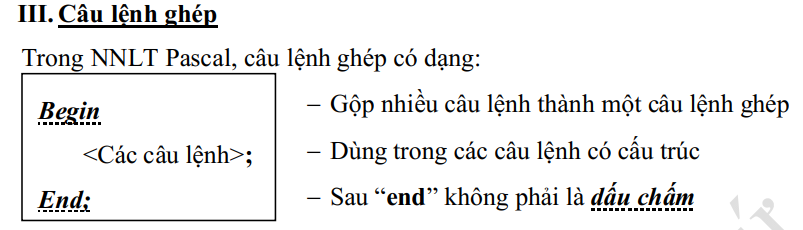 III. Câu lệnh ghép
Trong NNLT Pascal, câu lệnh ghép có dạng:
Begin
<Các câu lệnh>;
End;
– Gộp nhiều câu lệnh thành một câu lệnh ghép
– Dùng trong các câu lệnh có cấu trúc
– Sau “end” không phải là dấu chấm